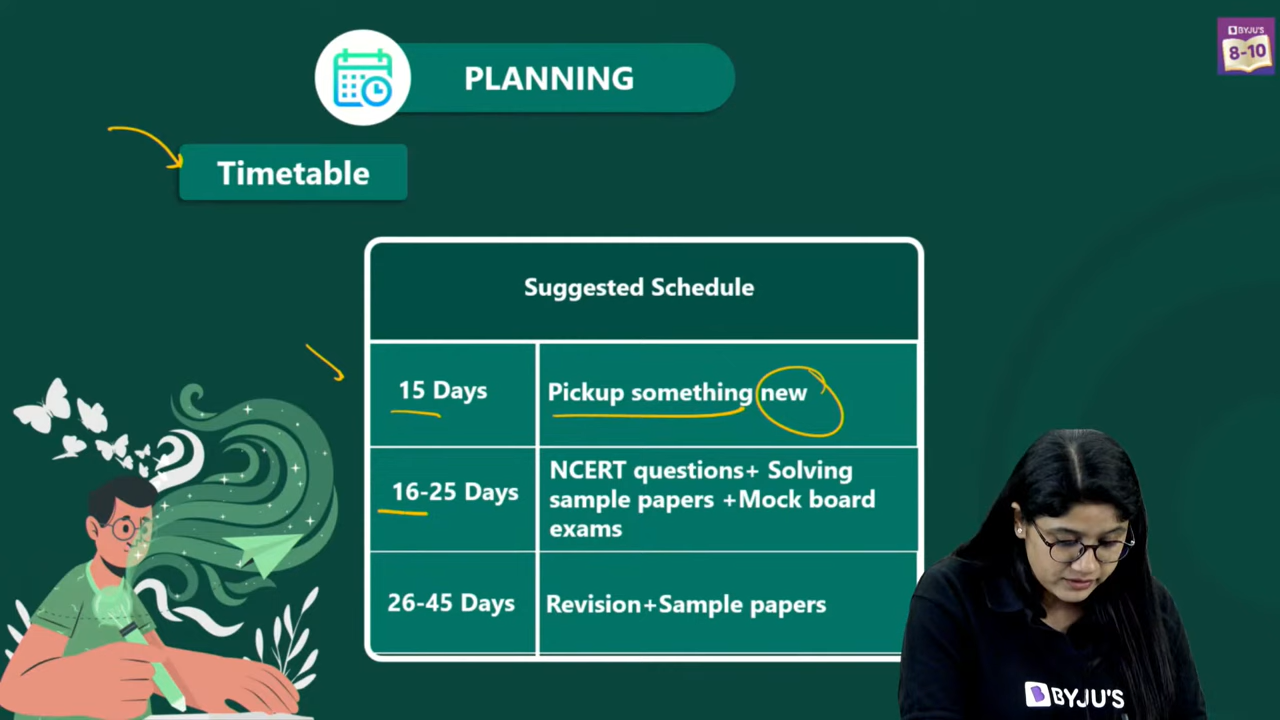 BYJU'S
8-10
PLANNING
Timetable
Suggested Schedule
15 Days
Pickup something new
16-25 Days
NCERT questions+ Solving
sample papers +Mock board
exams
26-45 Days
Revision+Sample papers
BYJU'S